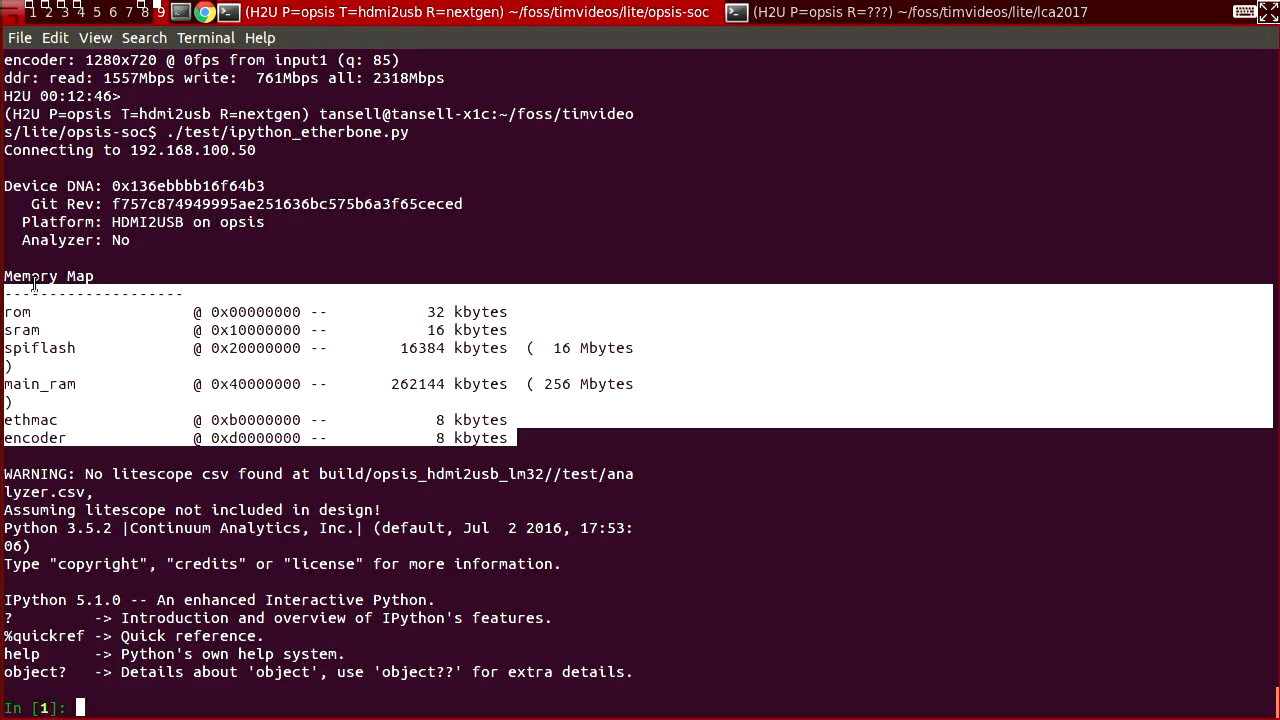 1 2 3 4 5 6 7 8 9 (H2U P=opsis T=hdmi2usb R=nextgen) ~/foss/timvideos/lite/opsis-soc (H2U P=opsis R=???) ~/foss/timvideos/lite/lca2017
File Edit View Search Terminal Help
encoder: 1280x720 @ 0fps from input1 (q: 85)
ddr: read: 1557Mbps write:  761Mbps all: 2318Mbps
H2U 00:12:46>
(H2U P=opsis T=hdmi2usb R=nextgen) tansell@tansell-x1c:~/foss/timvideo
s/lite/opsis-soc$ ./test/ipython_etherbone.py
Connecting to 192.168.100.50
Device DNA: 0x136ebbbb16f64b3
Git Rev: f757c874949995ae251636bc575b6a3f65ceced
Platform: HDMI2USB on opsis
Analyzer: No
Memory Map
--------------------
rom @ 0x00000000 -- 32 kbytes
sram @ 0x10000000 -- 16 kbytes
spiflash @ 0x20000000 -- 16384 kbytes ( 16 Mbytes
)
main_ram @ 0x40000000 -- 262144 kbytes ( 256 Mbytes
)
ethmac @ 0xb0000000 -- 8 kbytes
encoder @ 0xd0000000 -- 8 kbytes
WARNING: No litescope csv found at build/opsis_hdmi2usb_lm32//test/ana
lyzer.csv,
Assuming litescope not included in design!
Python 3.5.2 |Continuum Analytics, Inc.| (default, Jul  2 2016, 17:53:
06)
Type "copyright", "credits" or "license" for more information.
IPython 5.1.0 -- An enhanced Interactive Python.
? -> Introduction and overview of IPython's features.
%quickref -> Quick reference.
help -> Python's own help system.
object? -> Details about 'object', use 'object??' for extra details.
In [1]: